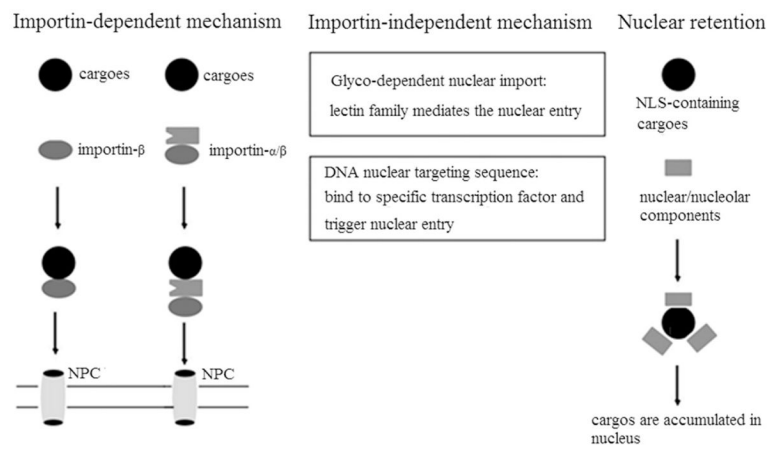 Importin-dependent mechanism
cargoes
cargoes
importin-β
importin-α/β
NPC
NPC
Importin-independent mechanism
Glyco-dependent nuclear import:
lectin family mediates the nuclear entry
DNA nuclear targeting sequence:
bind to specific transcription factor and
trigger nuclear entry
Nuclear retention
NLS-containing
cargoes
nuclear/nucleolar
components
cargos are accumulated in
nucleus